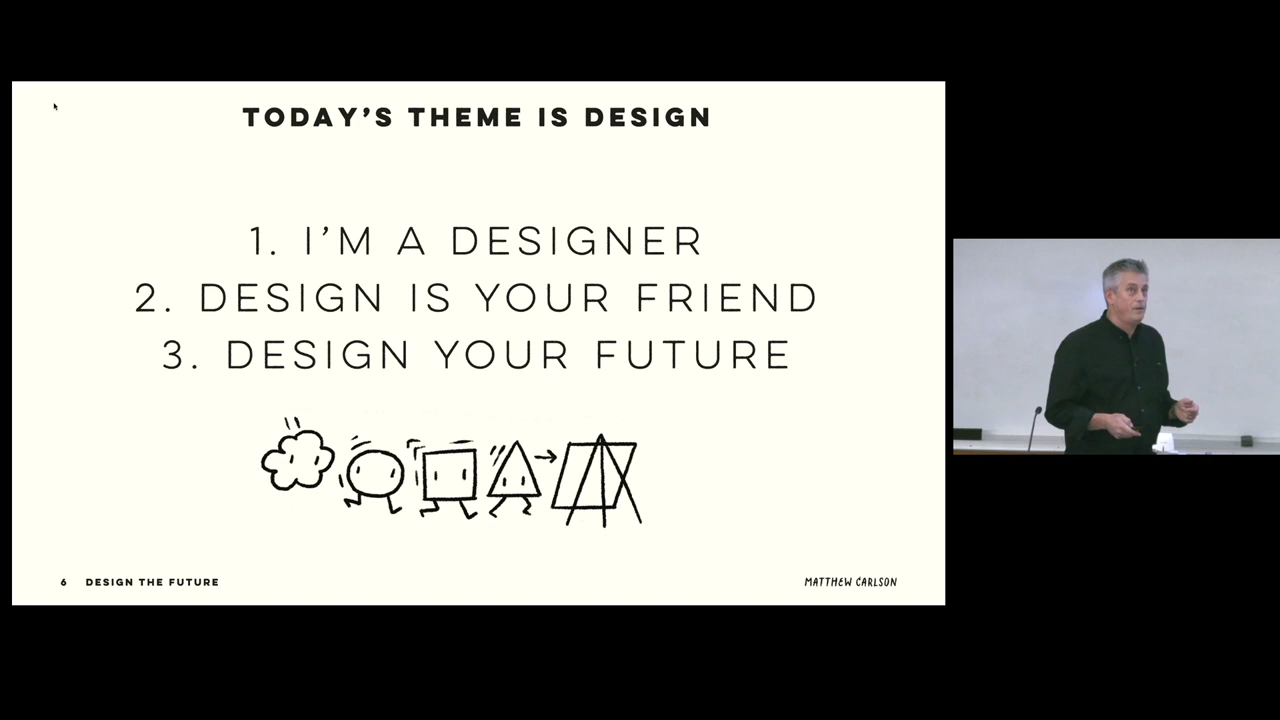 TODAY’S THEME IS DESIGN
1. I’M A DESIGNER
2. DESIGN IS YOUR FRIEND
3. DESIGN YOUR FUTURE
6 DESIGN THE FUTURE
MATTHEW CARLSON